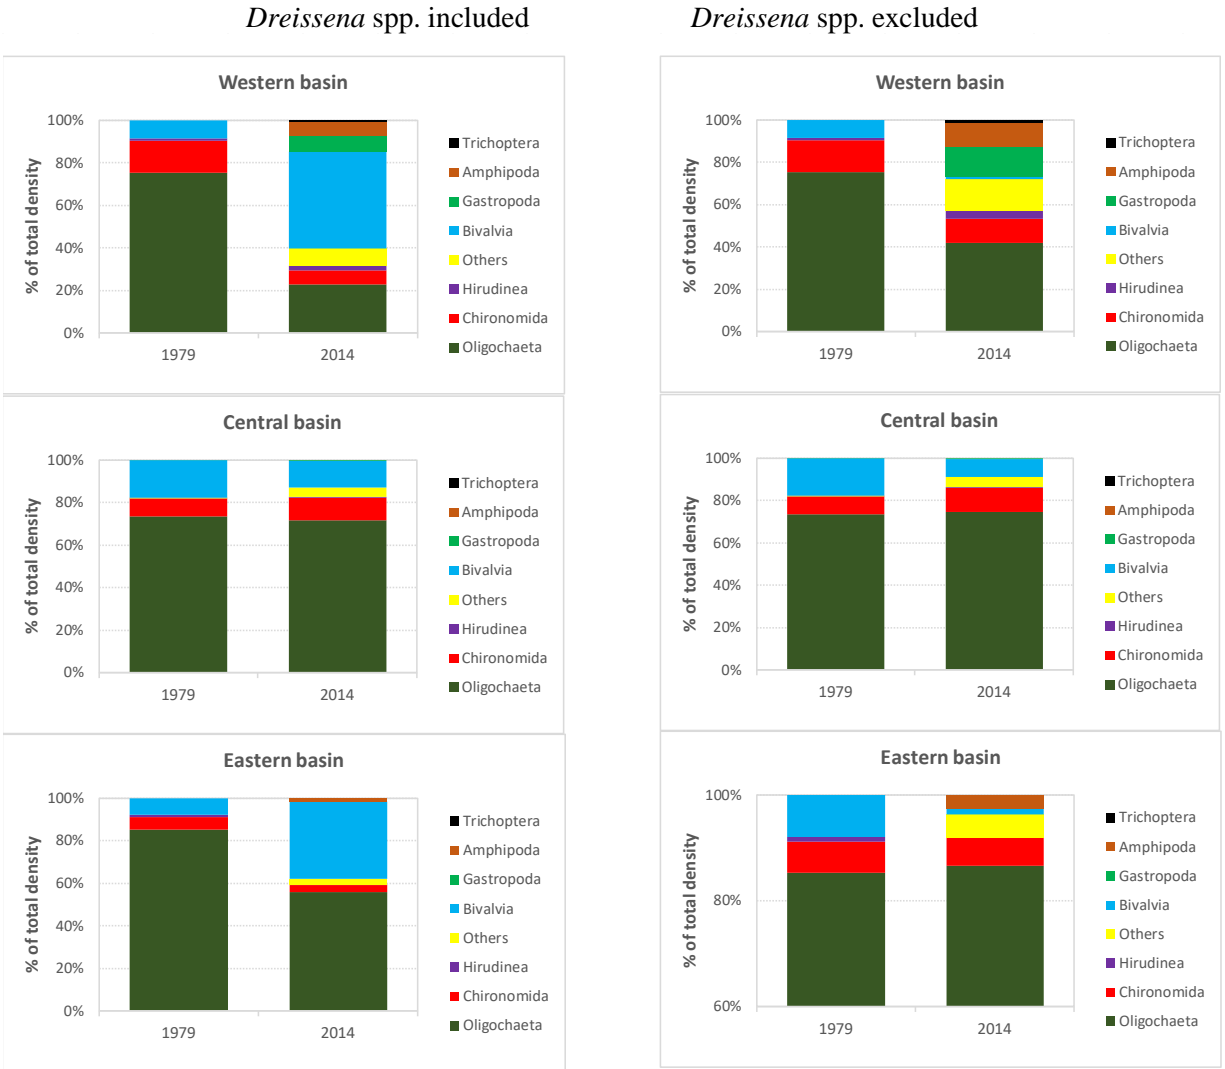 Dreissena spp. included
Dreissena spp. excluded
Western basin
% of total density
100%
80%
60%
40%
20%
0%
1979
2014
Trichoptera
Amphipoda
Gastropoda
Bivalvia
Others
Hirudinea
Chironomida
Oligochaeta
Western basin
% of total density
100%
80%
60%
40%
20%
0%
1979
2014
Trichoptera
Amphipoda
Gastropoda
Bivalvia
Others
Hirudinea
Chironomida
Oligochaeta
Central basin
% of total density
100%
80%
60%
40%
20%
0%
1979
2014
Trichoptera
Amphipoda
Gastropoda
Bivalvia
Others
Hirudinea
Chironomida
Oligochaeta
Central basin
% of total density
100%
80%
60%
40%
20%
0%
1979
2014
Trichoptera
Amphipoda
Gastropoda
Bivalvia
Others
Hirudinea
Chironomida
Oligochaeta
Eastern basin
% of total density
100%
80%
60%
40%
20%
0%
1979
2014
Trichoptera
Amphipoda
Gastropoda
Bivalvia
Others
Hirudinea
Chironomida
Oligochaeta
Eastern basin
% of total density
100%
80%
60%
1979
2014
Trichoptera
Amphipoda
Gastropoda
Bivalvia
Others
Hirudinea
Chironomida
Oligochaeta